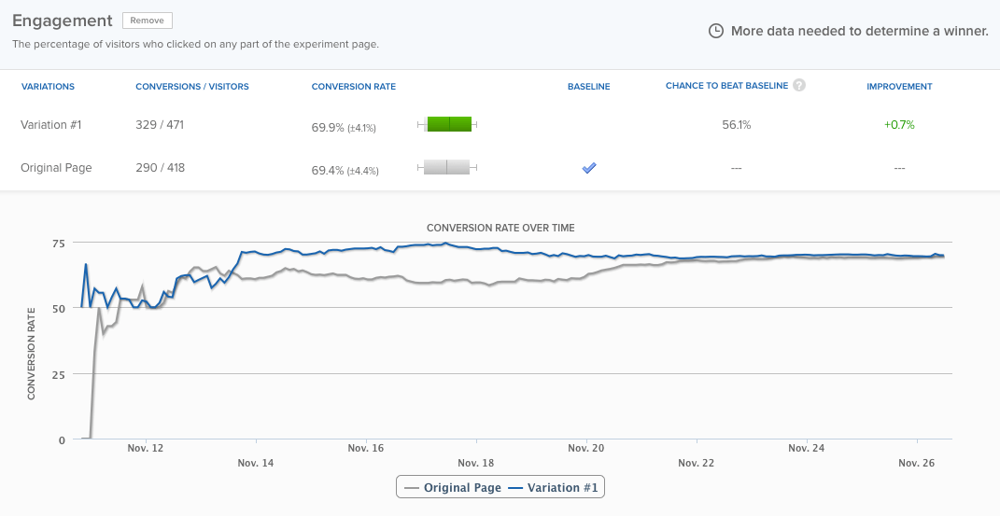 Engagement Remove
The percentage of visitors who clicked on any part of the experiment page.
More data needed to determine a winner.
VARIATIONS CONVERSIONS / VISITORS CONVERSION RATE BASELINE CHANCE TO BEAT BASELINE ? IMPROVEMENT
Variation #1 329 / 471 69.9% (±4.1%) 56.1% +0.7%
Original Page 290 / 418 69.4% (±4.4%) --- ---
CONVERSION RATE OVER TIME
75
50
25
0
CONVERSION RATE
Nov. 12 Nov. 14 Nov. 16 Nov. 18 Nov. 20 Nov. 22 Nov. 24 Nov. 26
Original Page Variation #1